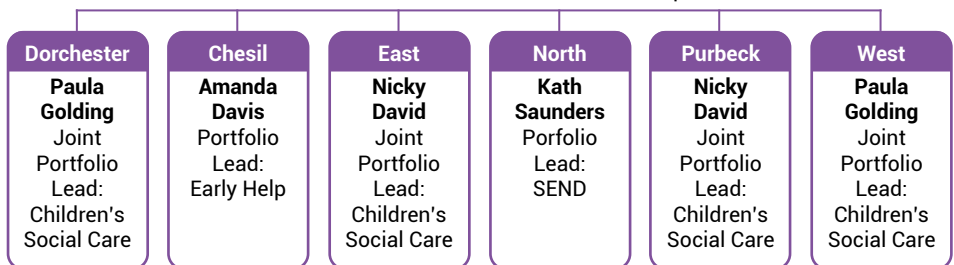 Dorchester
Paula
Golding
Joint
Portfolio
Lead:
Children's
Social Care
Chesil
Amanda
Davis
Portfolio
Lead:
Early Help
East
Nicky
David
Joint
Portfolio
Lead:
Children's
Social Care
North
Kath
Saunders
Porfolio
Lead:
SEND
Purbeck
Nicky
David
Joint
Portfolio
Lead:
Children's
Social Care
West
Paula
Golding
Joint
Portfolio
Lead:
Children's
Social Care